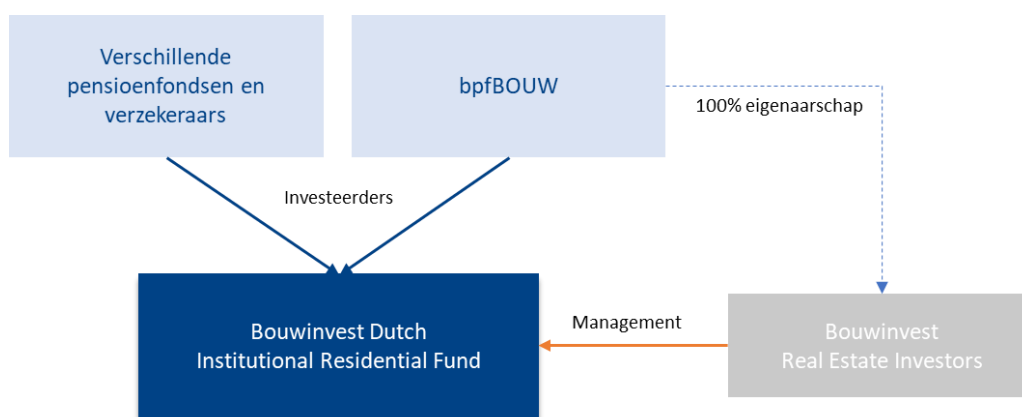 Verschillende
pensioenfondsen en
verzekeraars
bpfBOUW
100% eigenaarschap
Investeerders
Bouwinvest Dutch
Institutional Residential Fund
Management
Bouwinvest
Real Estate Investors